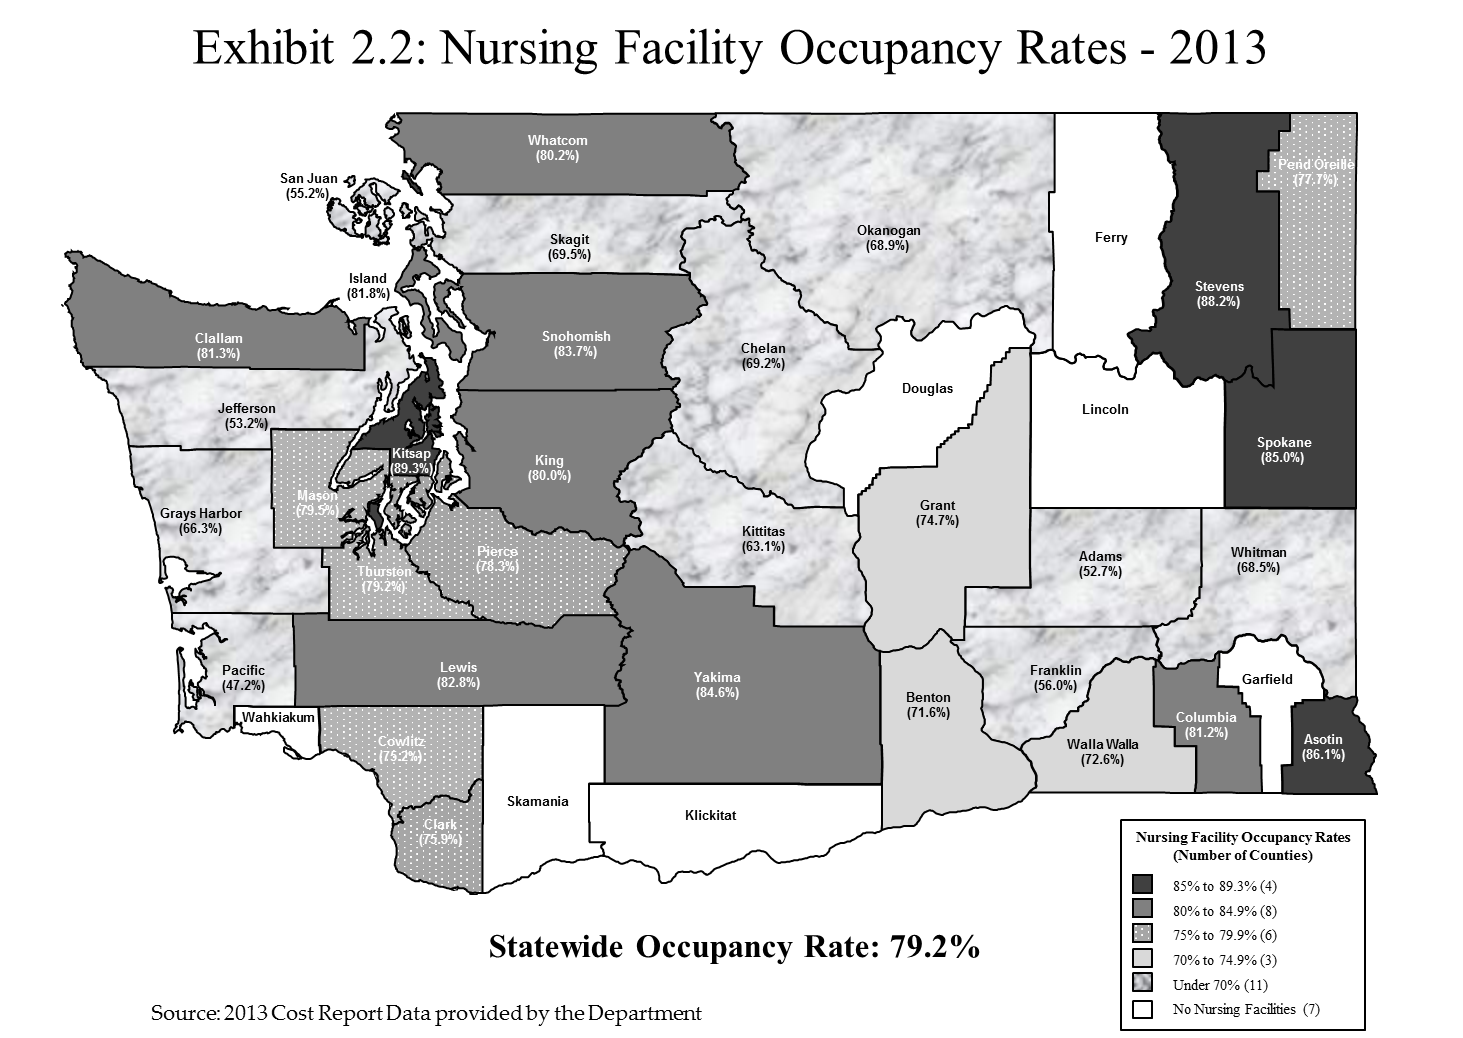 Exhibit 2.2: Nursing Facility Occupancy Rates - 2013
Whatcom
(80.2%)
San Juan
(55.2%)
Skagit
(69.5%)
Okanogan
(68.9%)
Ferry
Stevens
(88.2%)
Pend Oreille
(77.7%)
Island
(81.8%)
Clallam
(81.3%)
Snohomish
(83.7%)
Chelan
(69.2%)
Douglas
Lincoln
Jefferson
(53.2%)
Kitsap
(89.3%)
King
(80.0%)
Spokane
(85.0%)
Mason
(79.5%)
Grays Harbor
(66.3%)
Grant
(74.7%)
Kittitas
(63.1%)
Pierce
(78.3%)
Thurston
(79.2%)
Adams
(52.7%)
Whitman
(68.5%)
Pacific
(47.2%)
Lewis
(82.8%)
Yakima
(84.6%)
Benton
(71.6%)
Franklin
(56.0%)
Garfield
Wahkiakum
Cowlitz
(75.2%)
Walla Walla
(72.6%)
Columbia
(81.2%)
Asotin
(86.1%)
Skamania
Klickitat
Clark
(75.9%)
Nursing Facility Occupancy Rates
(Number of Counties)
85% to 89.3% (4)
80% to 84.9% (8)
75% to 79.9% (6)
70% to 74.9% (3)
Under 70% (11)
No Nursing Facilities (7)
Statewide Occupancy Rate: 79.2%
Source: 2013 Cost Report Data provided by the Department